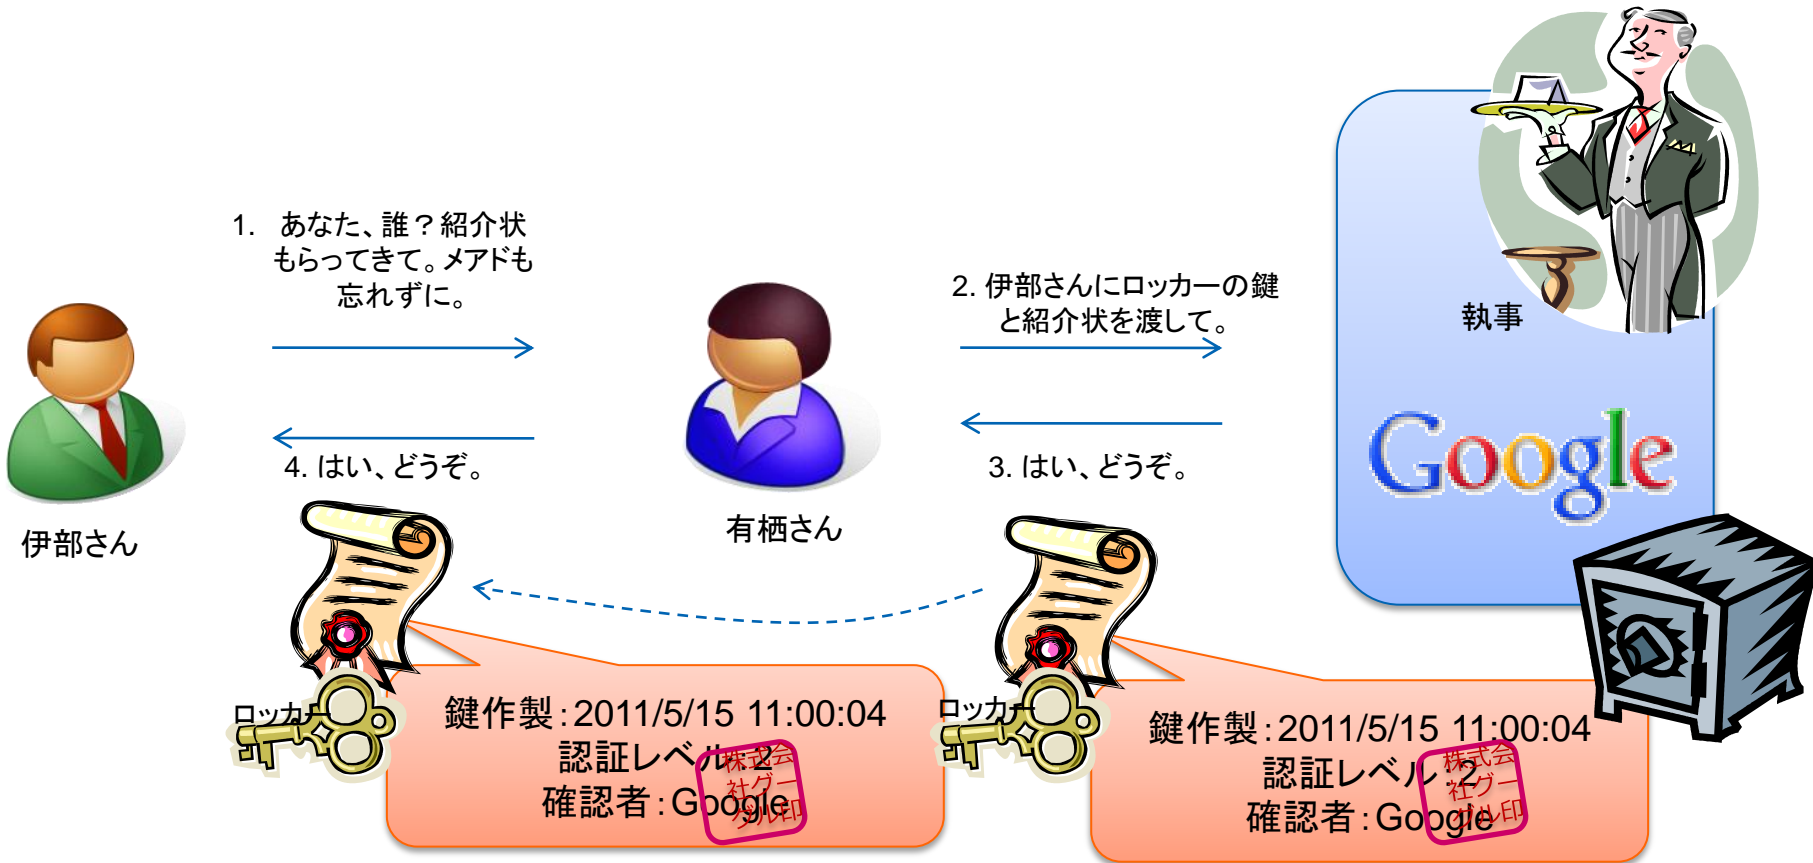 1. あなた、誰？紹介状
もらってきて。メアドも
忘れずに。
2. 伊部さんにロッカーの鍵
と紹介状を渡して。
執事
Google
4. はい、どうぞ。
3. はい、どうぞ。
伊部さん
有栖さん
ロッカー
鍵作製：2011/5/15 11:00:04
認証レベル：2
確認者：Google
株式会
社グー
グル印
ロッカー
鍵作製：2011/5/15 11:00:04
認証レベル：2
確認者：Google
株式会
社グー
グル印